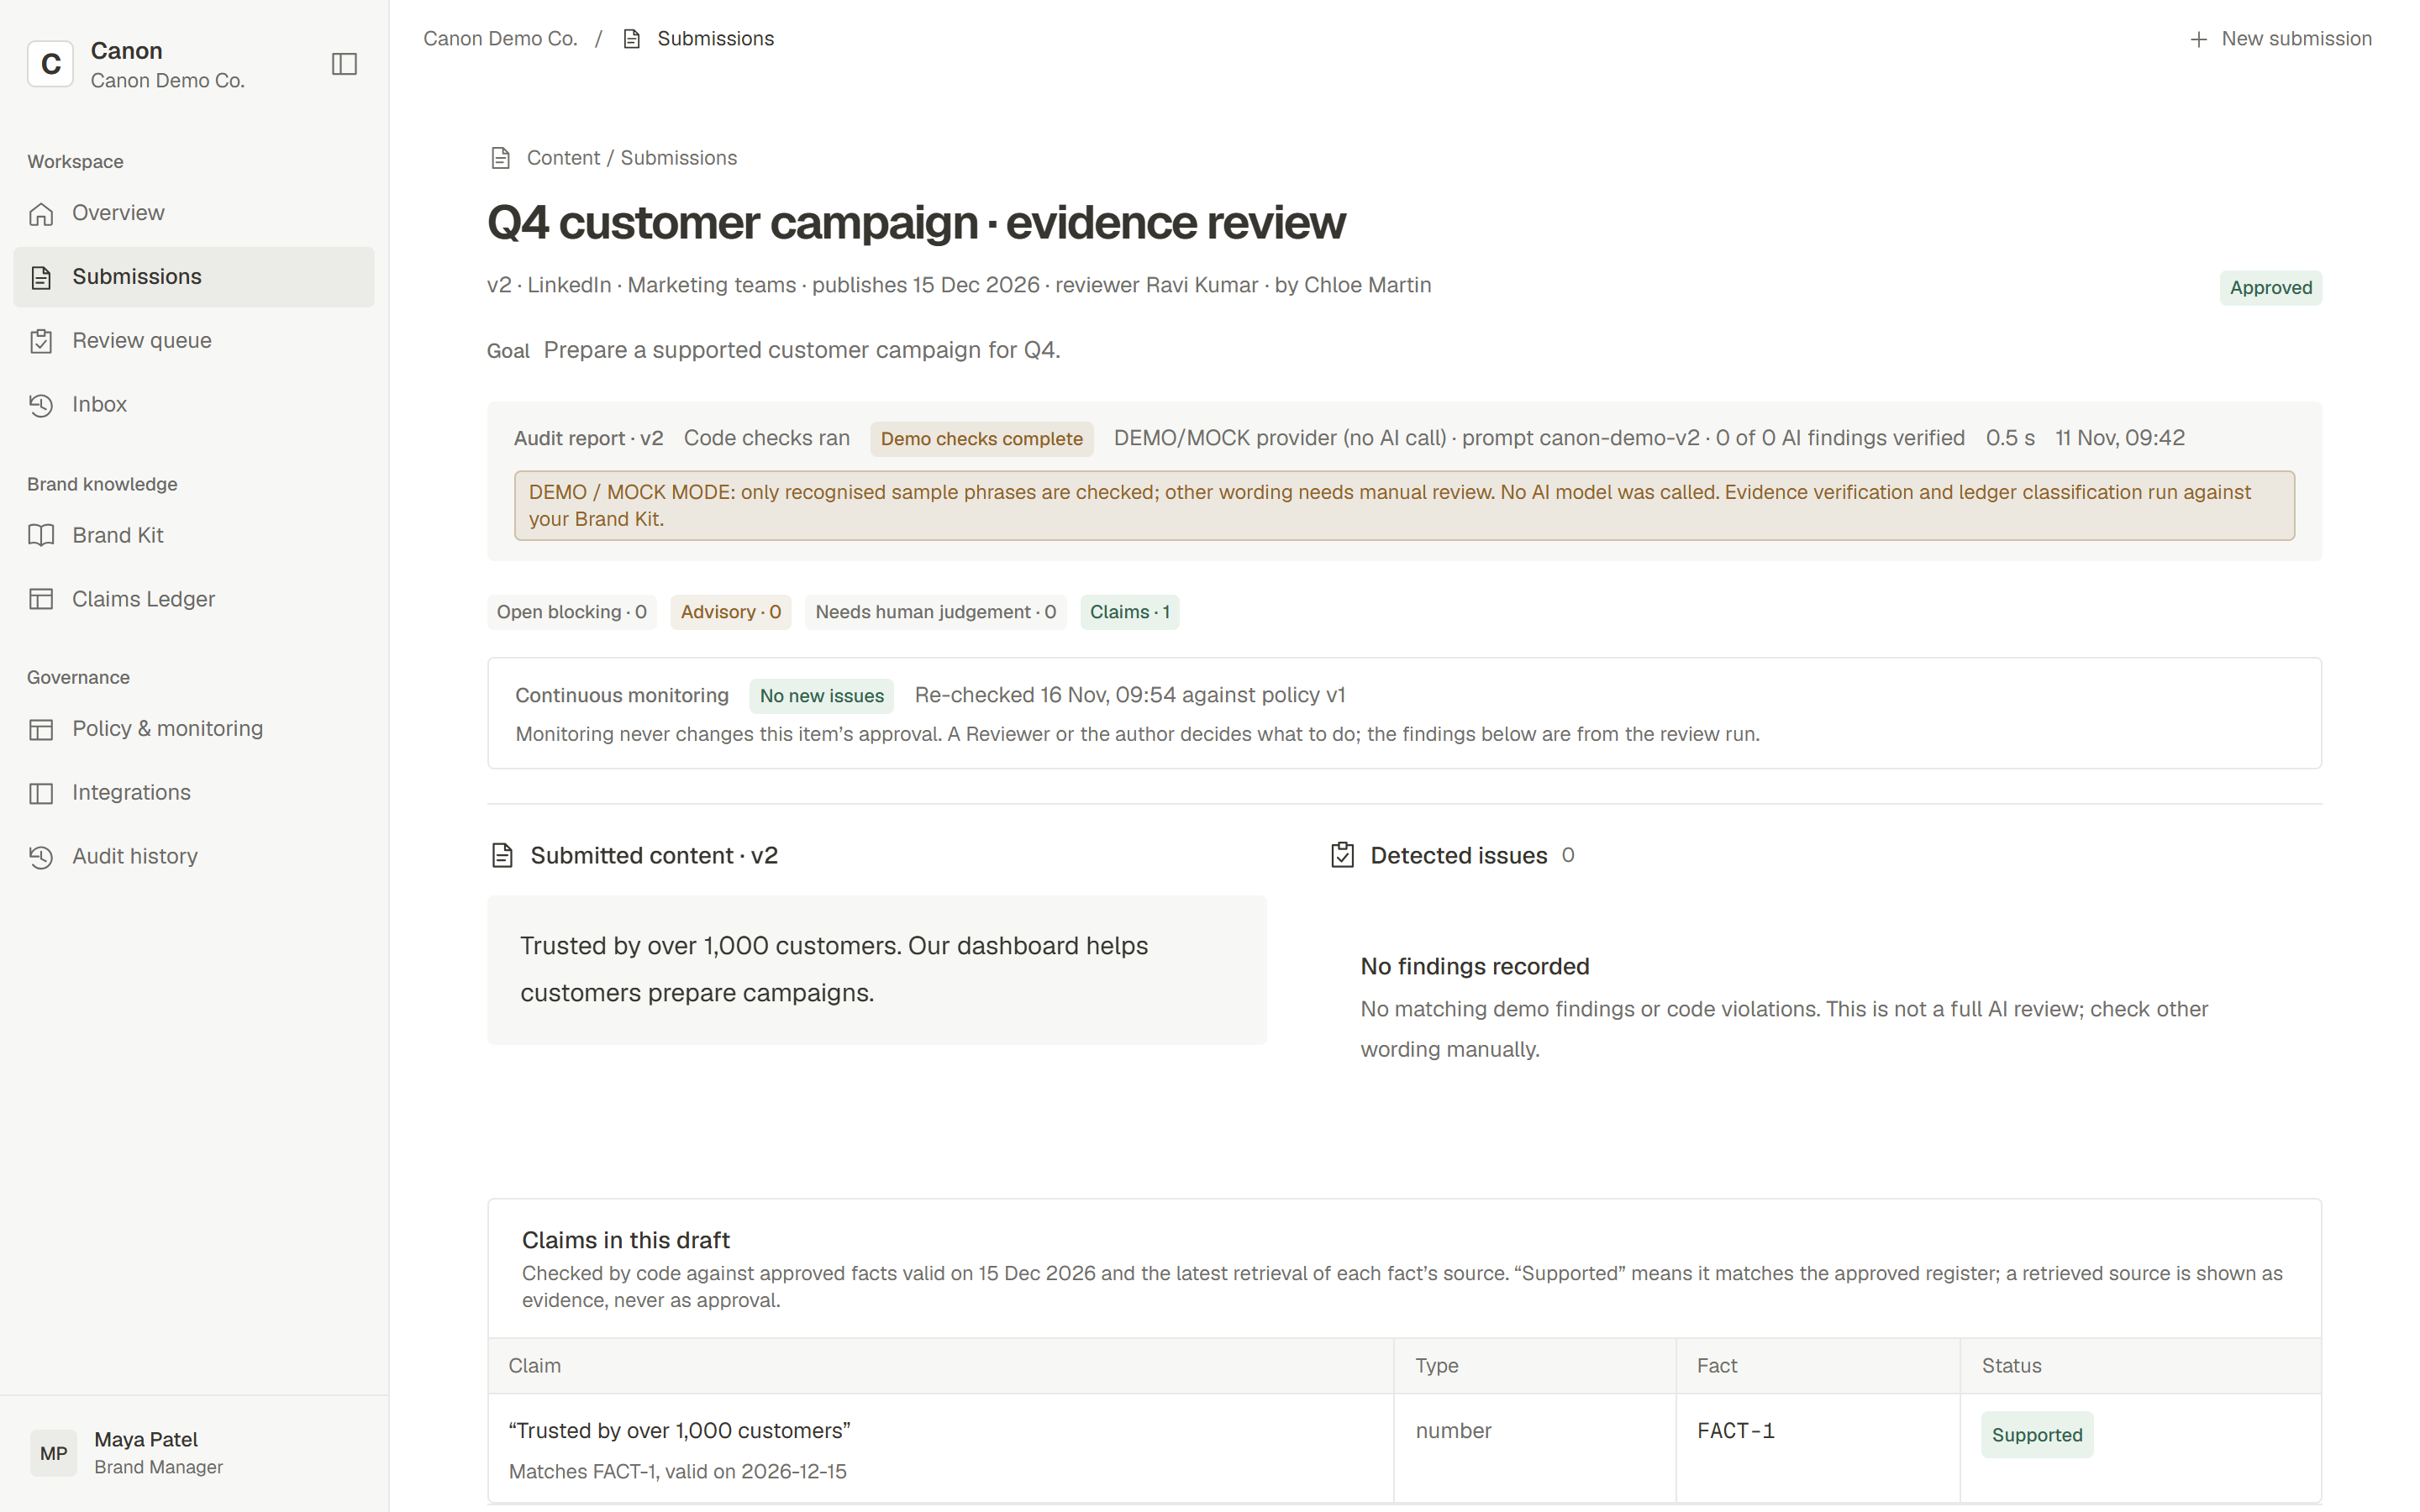 C
Canon
Canon Demo Co.
Workspace
Overview
Submissions
Review queue
Inbox
Brand knowledge
Brand Kit
Claims Ledger
Governance
Policy & monitoring
Integrations
Audit history
MP
Maya Patel
Brand Manager
Canon Demo Co. / Submissions
+ New submission
Content / Submissions
Q4 customer campaign · evidence review
v2 · LinkedIn · Marketing teams · publishes 15 Dec 2026 · reviewer Ravi Kumar · by Chloe Martin
Approved
Goal Prepare a supported customer campaign for Q4.
Audit report · v2 Code checks ran Demo checks complete DEMO/MOCK provider (no AI call) · prompt canon-demo-v2 · 0 of 0 AI findings verified 0.5 s 11 Nov, 09:42
DEMO / MOCK MODE: only recognised sample phrases are checked; other wording needs manual review. No AI model was called. Evidence verification and ledger classification run against
your Brand Kit.
Open blocking · 0 Advisory · 0 Needs human judgement · 0 Claims · 1
Continuous monitoring No new issues Re-checked 16 Nov, 09:54 against policy v1
Monitoring never changes this item’s approval. A Reviewer or the author decides what to do; the findings below are from the review run.
Submitted content · v2
Trusted by over 1,000 customers. Our dashboard helps
customers prepare campaigns.
Detected issues 0
No findings recorded
No matching demo findings or code violations. This is not a full AI review; check other
wording manually.
Claims in this draft
Checked by code against approved facts valid on 15 Dec 2026 and the latest retrieval of each fact’s source. “Supported” means it matches the approved register; a retrieved source is shown as
evidence, never as approval.
Claim Type Fact Status
“Trusted by over 1,000 customers” number FACT-1 Supported
Matches FACT-1, valid on 2026-12-15